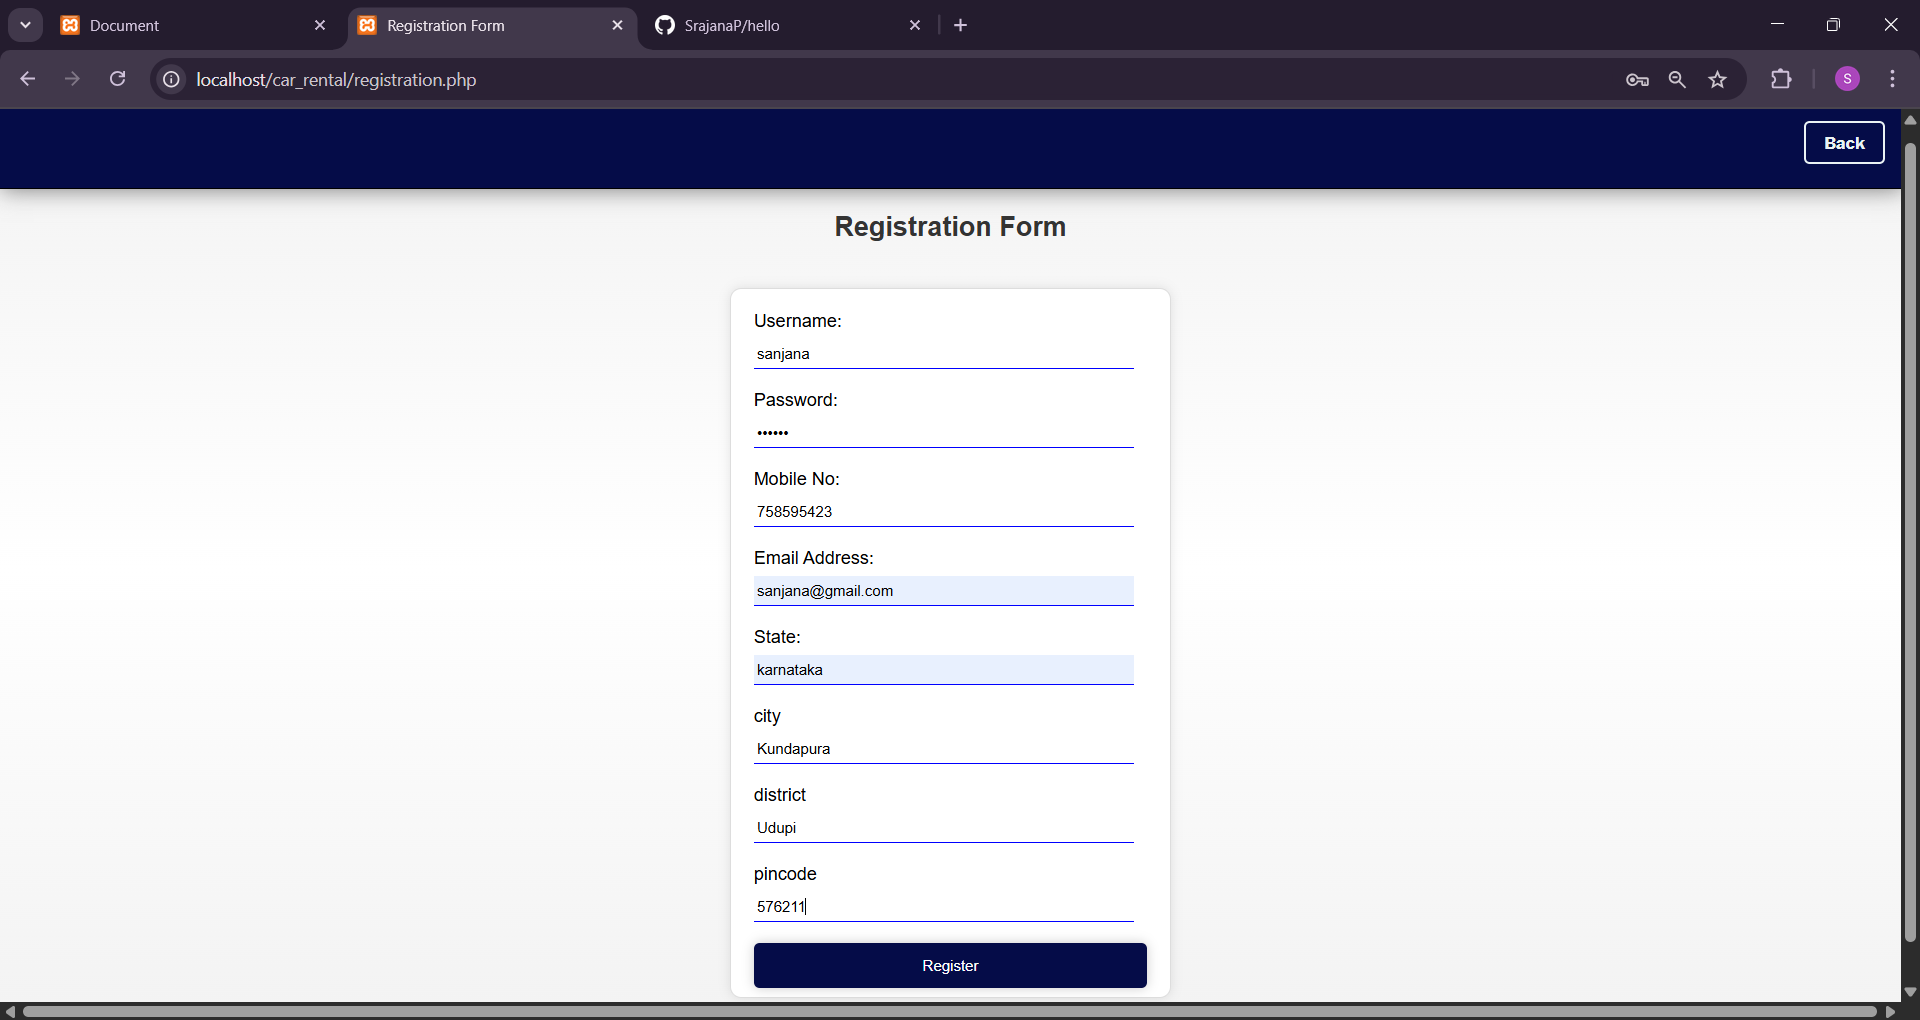 Document
Registration Form
SrajanaP/hello
localhost/car_rental/registration.php
S
Back
Registration Form
Username:
sanjana
Password:
••••••
Mobile No:
758595423
Email Address:
sanjana@gmail.com
State:
karnataka
city
Kundapura
district
Udupi
pincode
576211
Register